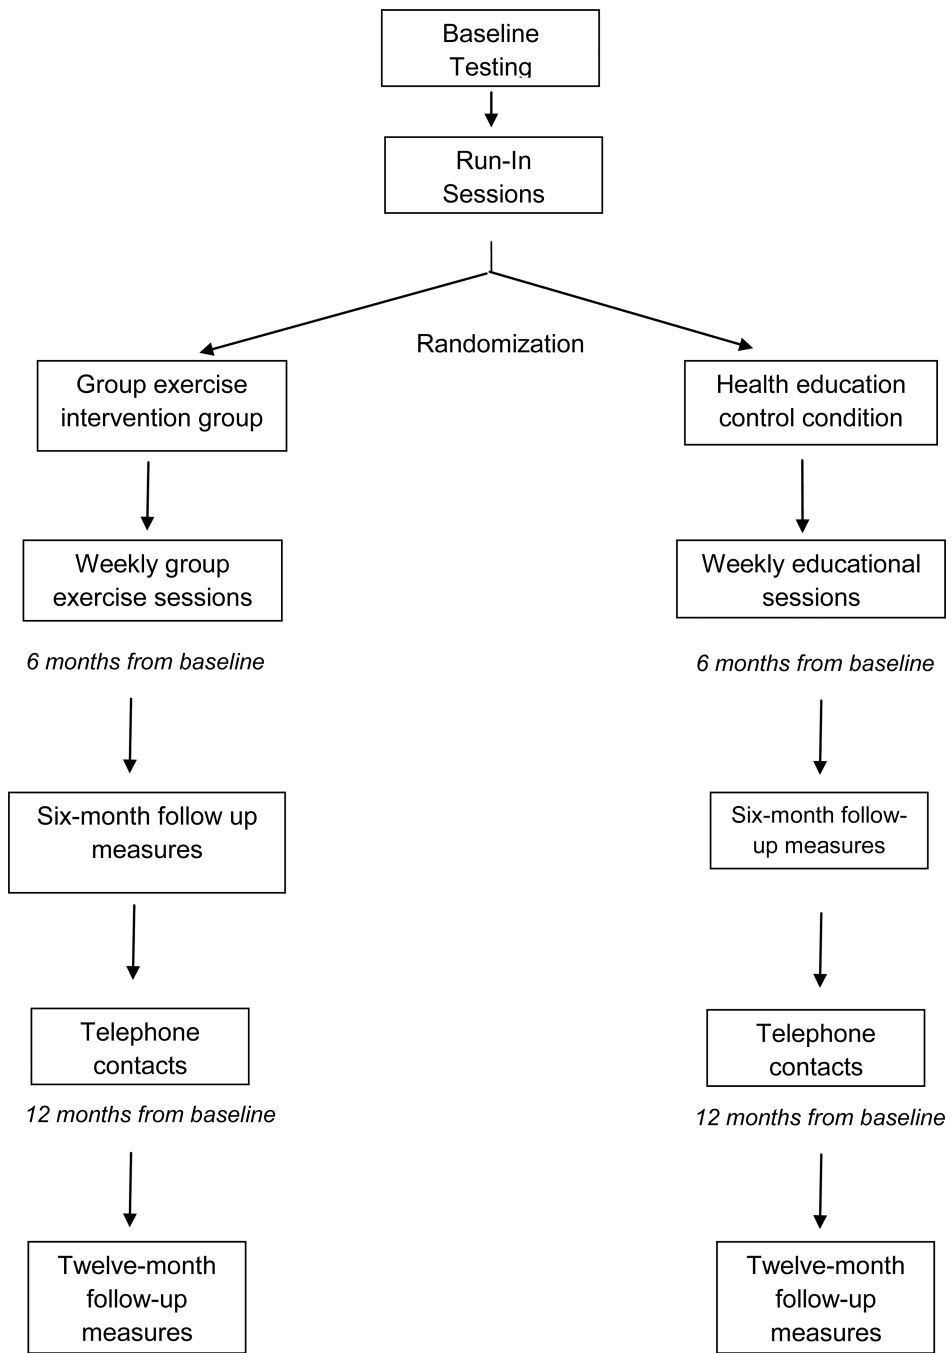 Baseline
Testing
Run-In
Sessions
Randomization
Group exercise
intervention group
Health education
control condition
Weekly group
exercise sessions
Weekly educational
sessions
6 months from baseline
6 months from baseline
Six-month follow up
measures
Six-month follow-
up measures
Telephone
contacts
Telephone
contacts
12 months from baseline
12 months from baseline
Twelve-month
follow-up
measures
Twelve-month
follow-up
measures